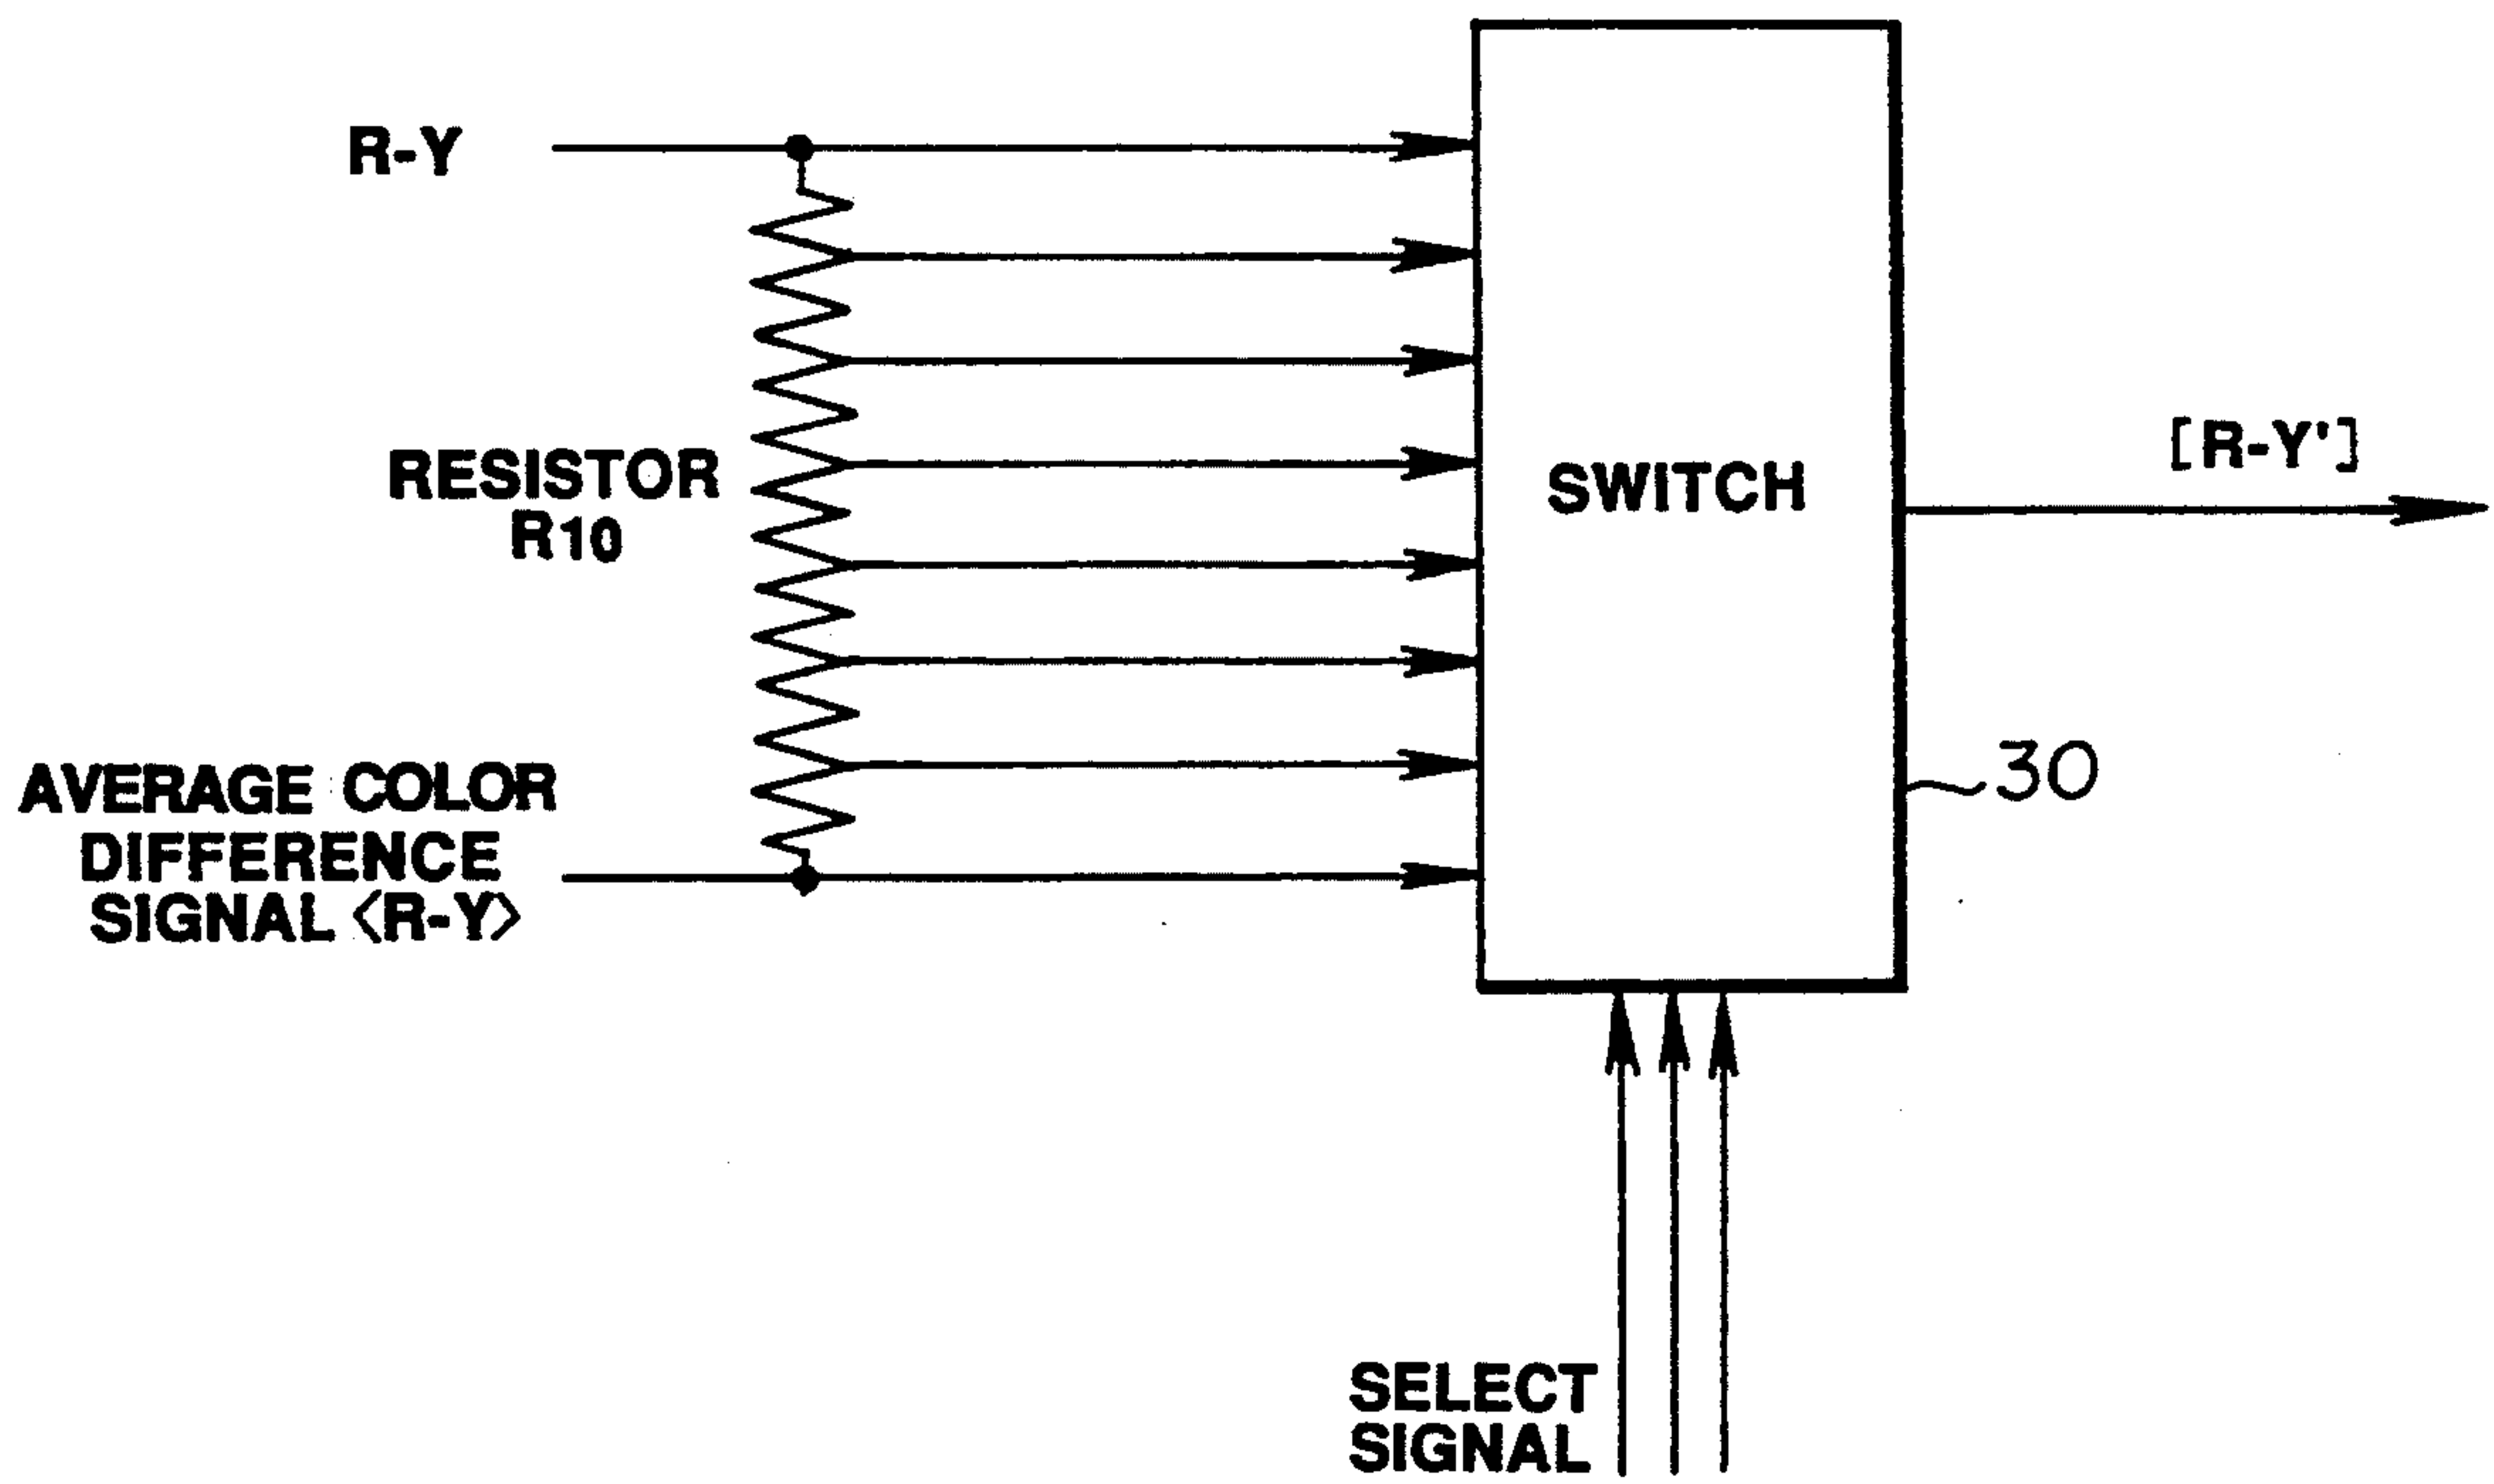 R-Y
[R-Y']
RESISTOR
R10
SWITCH
AVERAGE COLOR
DIFFERENCE
SIGNAL <R-Y>
30
SELECT
SIGNAL